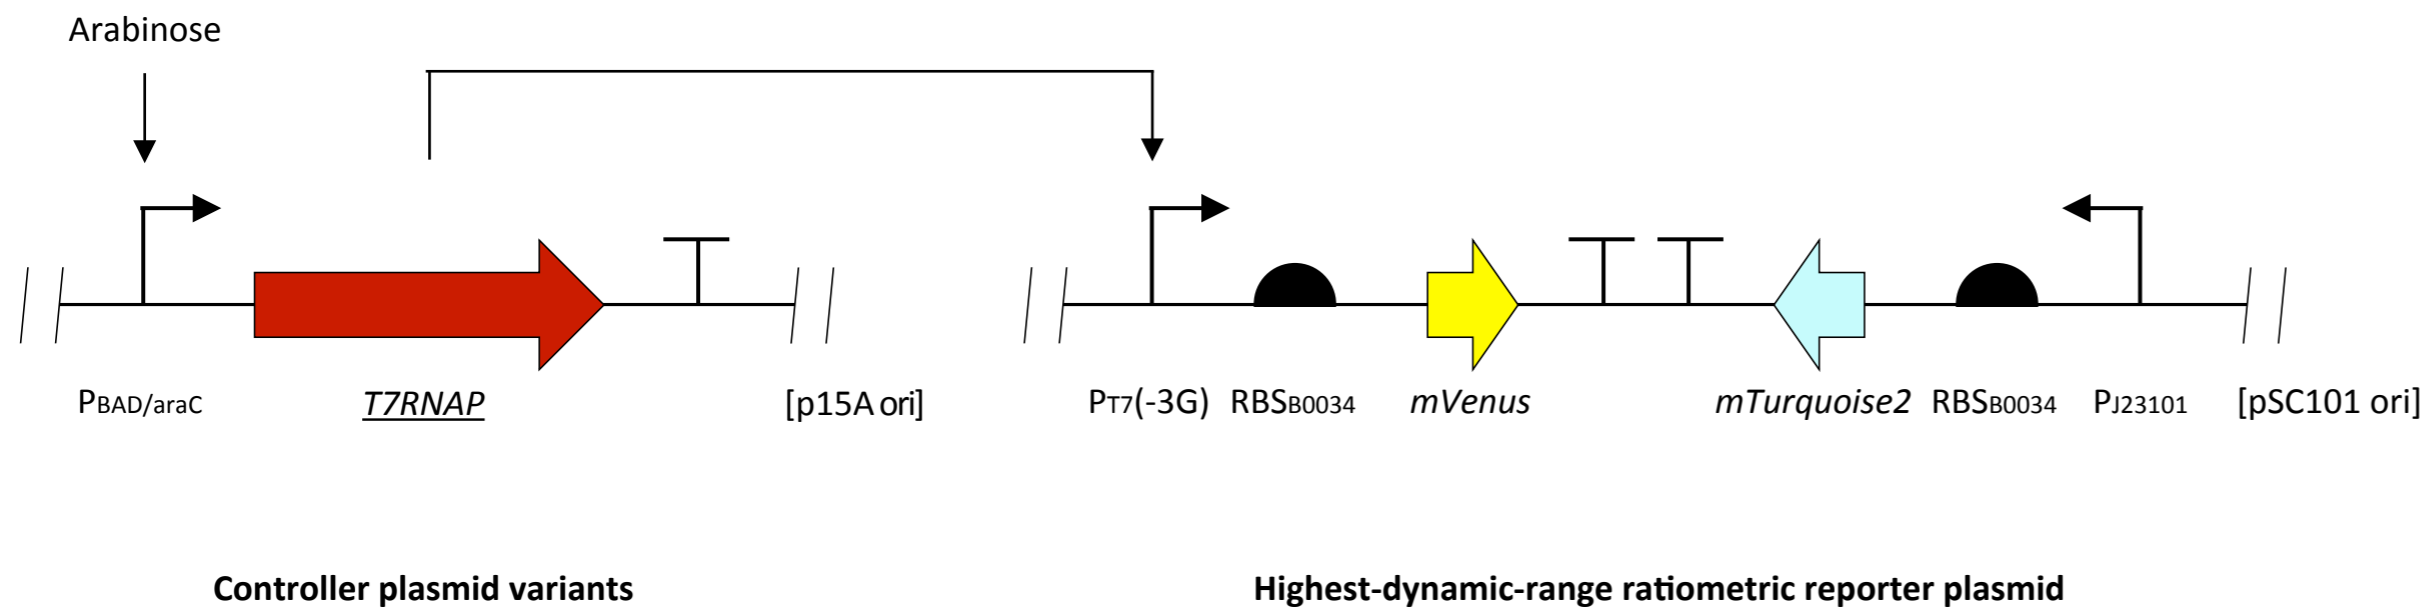 Arabinose
PBAD/araC T7RNAP [p15A ori] PT7(-3G) RBSB0034 mVenus mTurquoise2 RBSB0034 PJ23101 [pSC101 ori]
Controller plasmid variants Highest-dynamic-range ratiometric reporter plasmid